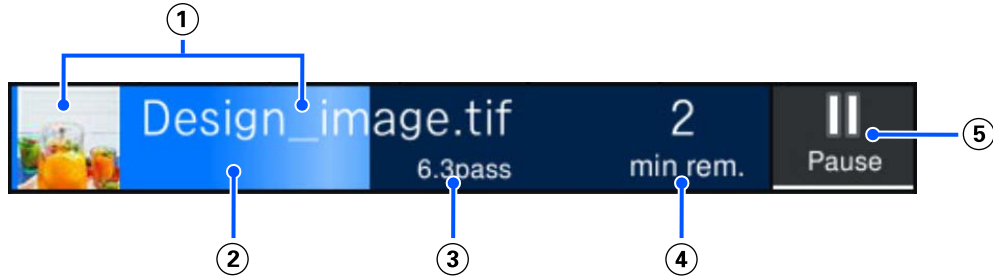 ①
Design_image.tif
2
6.3pass
min rem.
Pause
⑤
②
③
④